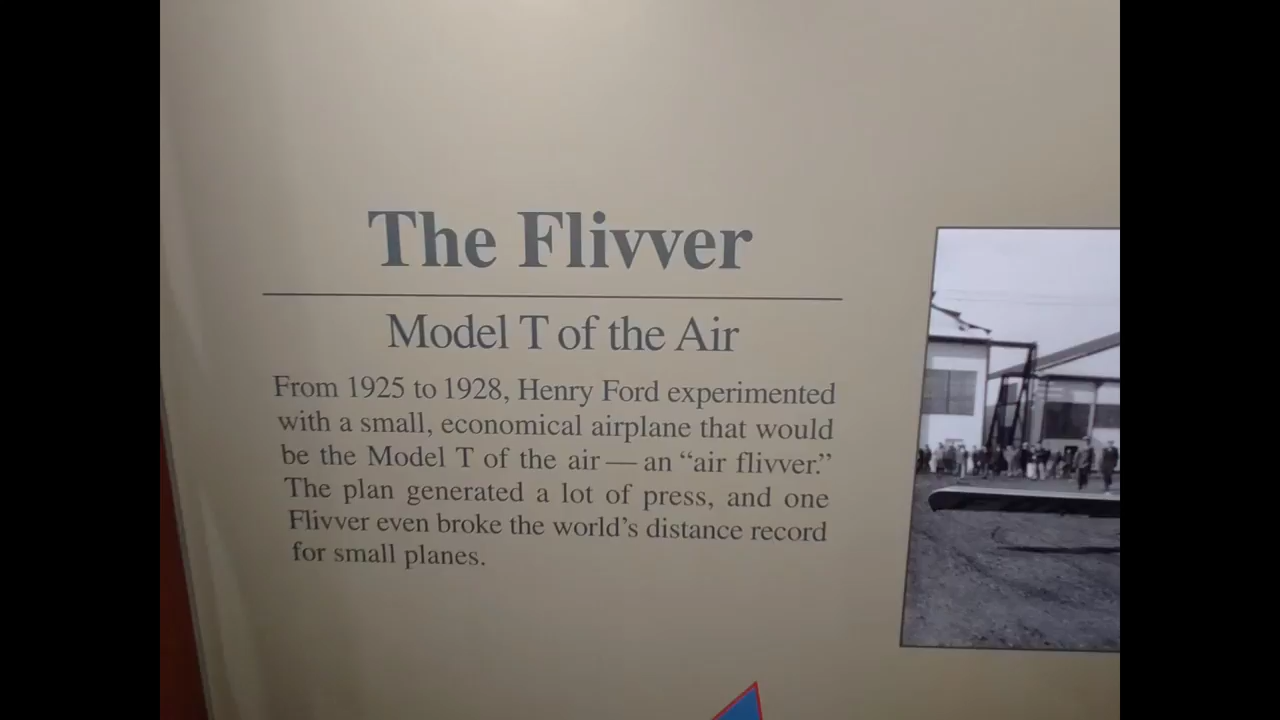 The Flivver
Model T of the Air
From 1925 to 1928, Henry Ford experimented
with a small, economical airplane that would
be the Model T of the air — an “air flivver.”
The plan generated a lot of press, and one
Flivver even broke the world’s distance record
for small planes.